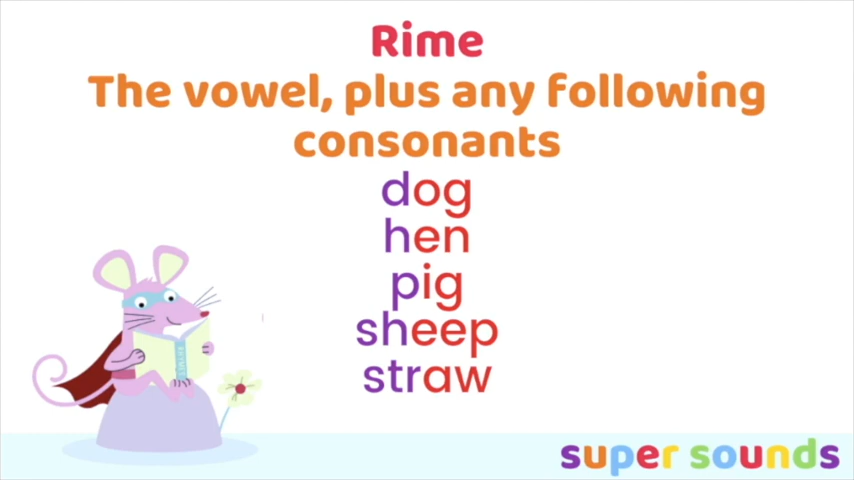 Rime
The vowel, plus any following
consonants
dog
hen
pig
sheep
straw
super sounds